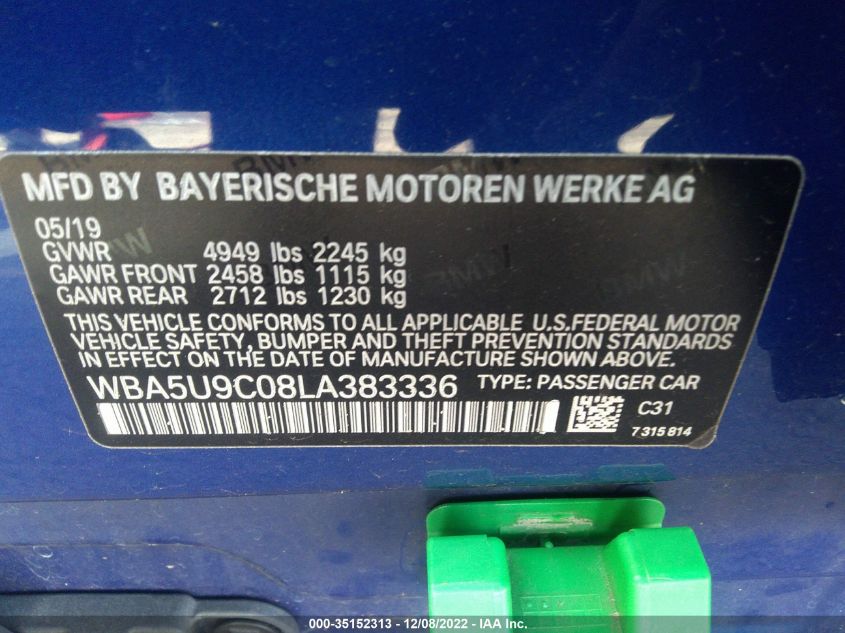 MFD BY BAYERISCHE MOTOREN WERKE AG
05/19
GVWR 4949 lbs 2245 kg
GAWR FRONT 2458 lbs 1115 kg
GAWR REAR 2712 lbs 1230 kg
THIS VEHICLE CONFORMS TO ALL APPLICABLE U.S.FEDERAL MOTOR
VEHICLE SAFETY, BUMPER AND THEFT PREVENTION STANDARDS
IN EFFECT ON THE DATE OF MANUFACTURE SHOWN ABOVE.
WBA5U9C08LA383336 TYPE: PASSENGER CAR
C31
7 315 814
000-35152313 - 12/08/2022 - IAA Inc.